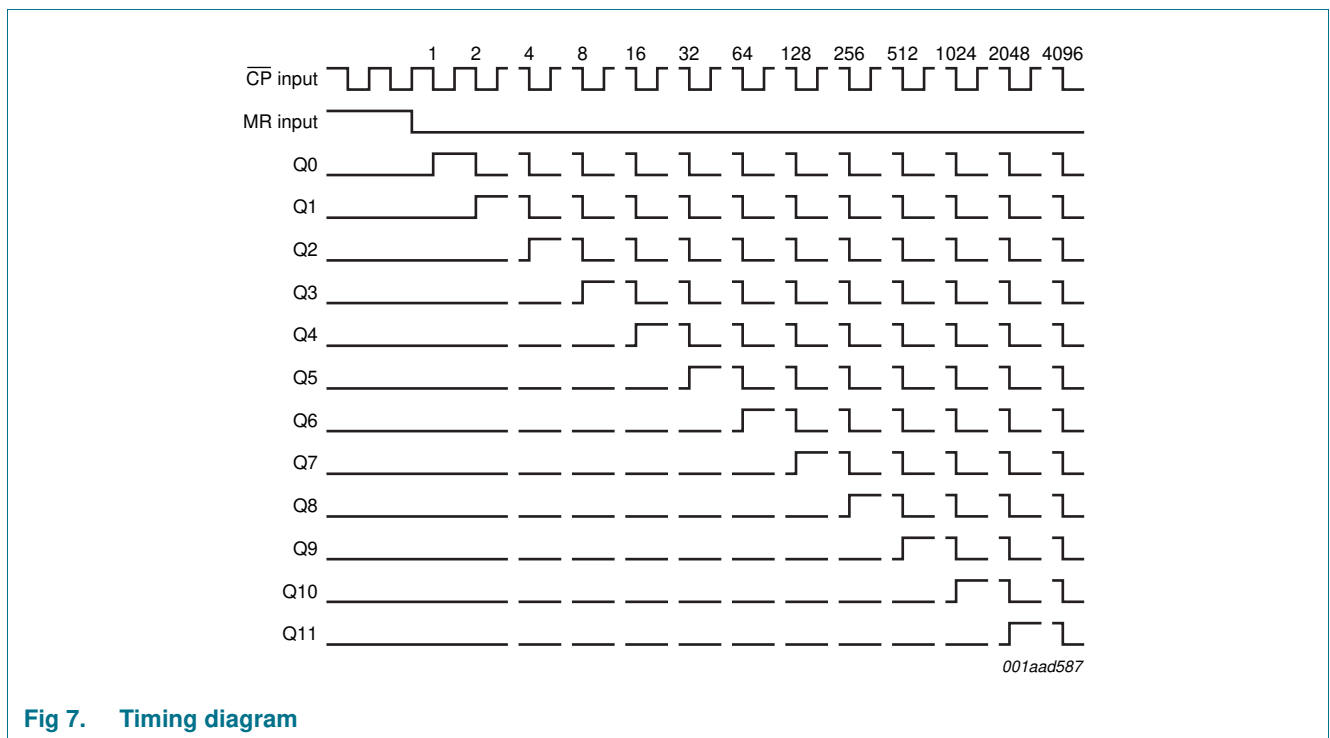 1 2 4 8 16 32 64 128 256 512 1024 2048 4096
C̅P̅ input
MR input
Q0
Q1
Q2
Q3
Q4
Q5
Q6
Q7
Q8
Q9
Q10
Q11
001aad587
Fig 7. Timing diagram